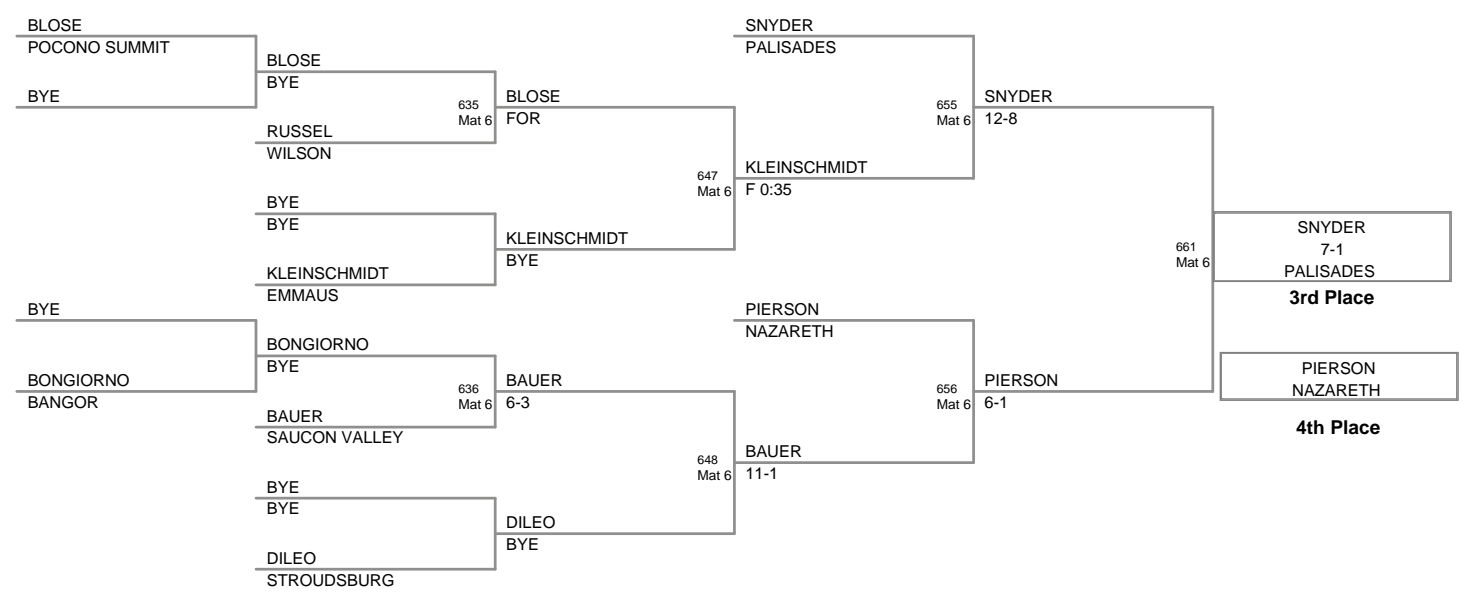 BLOSE
POCONO SUMMIT
BYE
BLOSE
BYE
RUSSEL
WILSON
635
Mat 6
BLOSE
FOR
BYE
BYE
KLEINSCHMIDT
EMMAUS
KLEINSCHMIDT
BYE
647
Mat 6
KLEINSCHMIDT
F 0:35
SNYDER
PALISADES
655
Mat 6
SNYDER
12-8
BYE
BONGIORNO
BANGOR
BONGIORNO
BYE
BAUER
SAUCON VALLEY
636
Mat 6
BAUER
6-3
BYE
BYE
DILEO
STROUDSBURG
DILEO
BYE
648
Mat 6
BAUER
11-1
PIERSON
NAZARETH
656
Mat 6
PIERSON
6-1
661
Mat 6
SNYDER
7-1
PALISADES
3rd Place
PIERSON
NAZARETH
4th Place